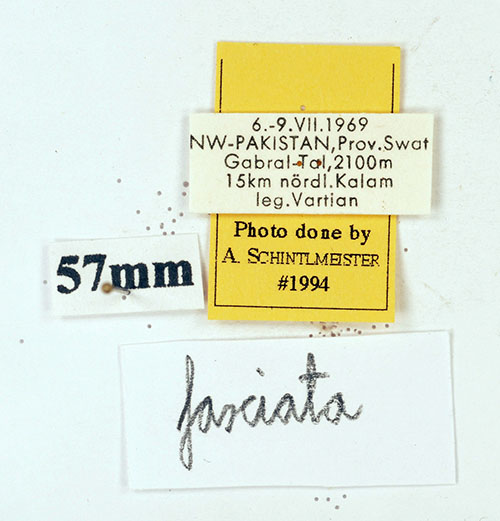 6.-9.VII.1969
NW-PAKISTAN,Prov.Swat
Gabral-Tal,2100m
15km nördl.Kalam
leg.Vartian
Photo done by
A. SCHINTLMEISTER
#1994
57mm
fasciata